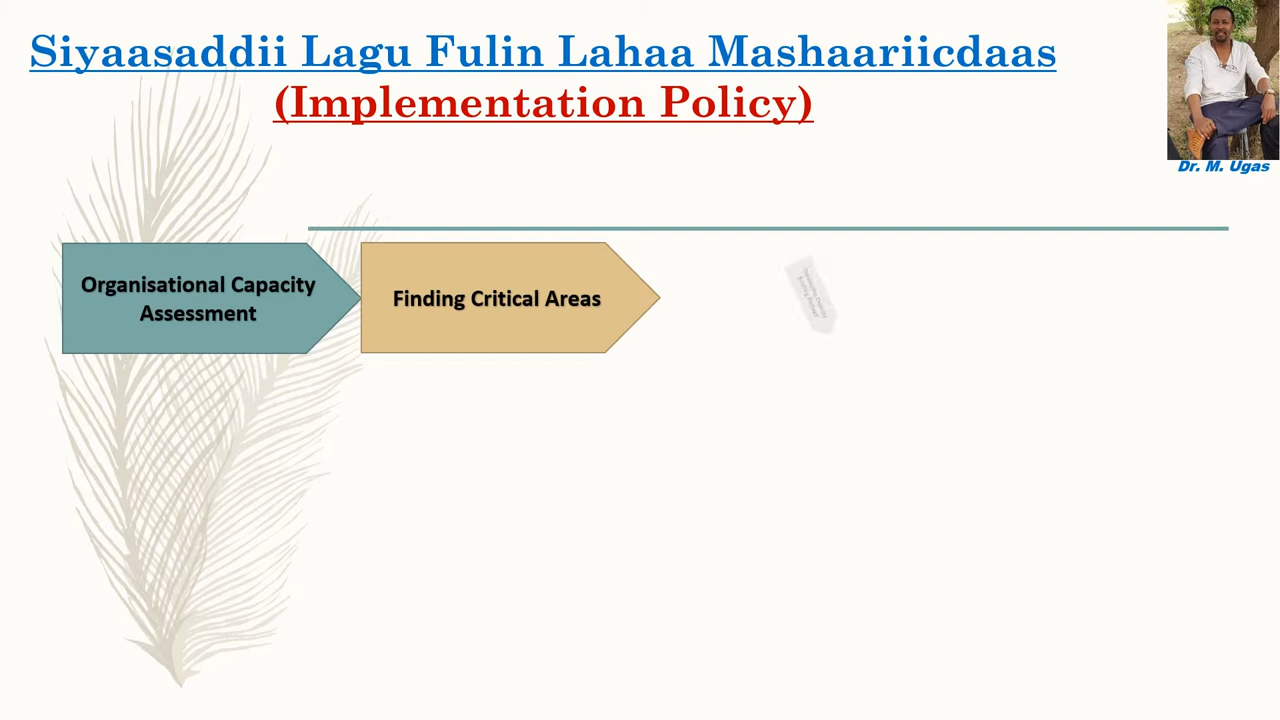 Siyaasaddii Lagu Fulin Lahaa Mashaariicdaas
(Implementation Policy)
Dr. M. Ugas
Organisational Capacity
Assessment
Finding Critical Areas